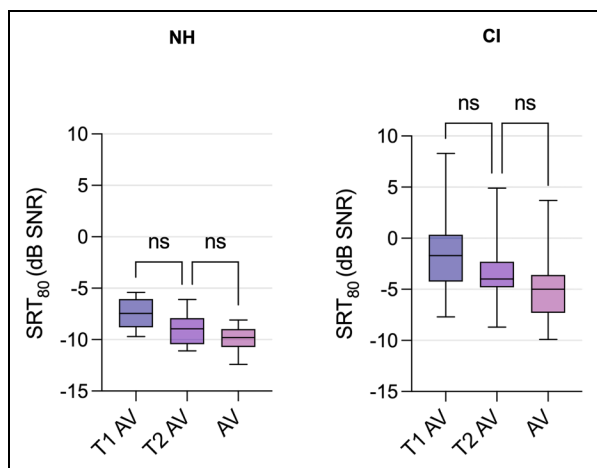 NH
CI
ns ns
ns ns
SRT80 (dB SNR)
10
5
0
-5
-10
-15
T1 AV
T2 AV
AV
SRT80 (dB SNR)
10
5
0
-5
-10
-15
T1 AV
T2 AV
AV